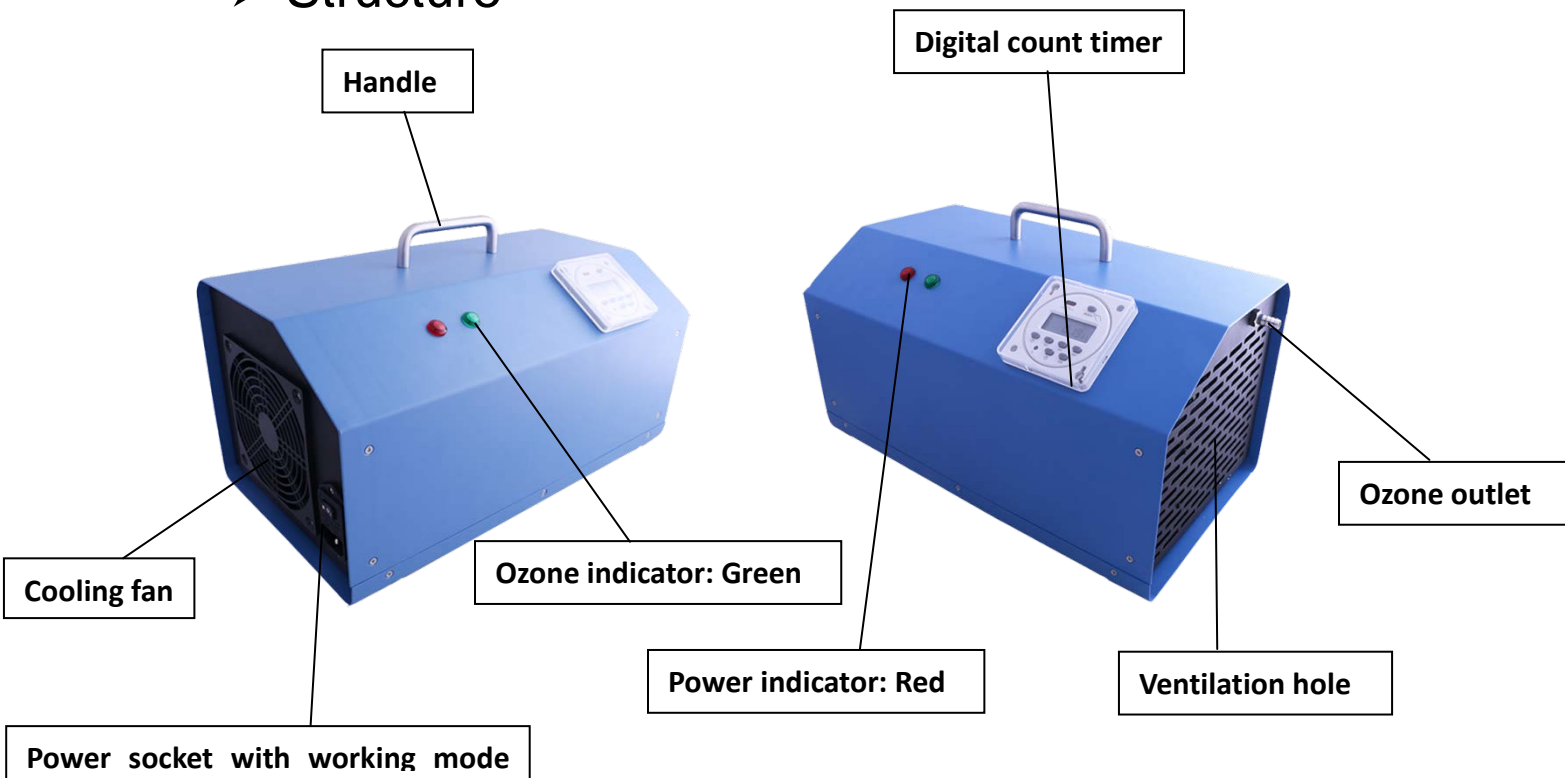 ➢ Structure
Digital count timer
Handle
Ozone outlet
Cooling fan
Ozone indicator: Green
Power indicator: Red
Ventilation hole
Power socket with working mode